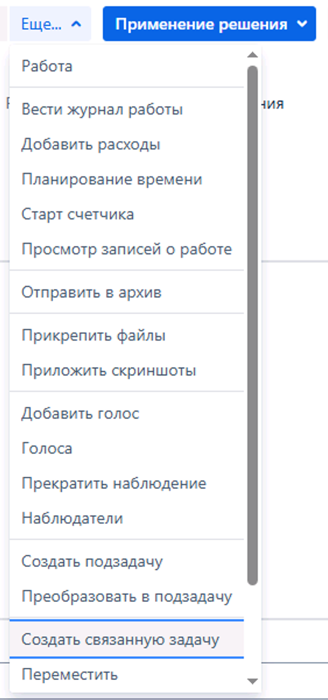 Еще...
Применение решения
Работа
Вести журнал работы
ния
Добавить расходы
Планирование времени
Старт счетчика
Просмотр записей о работе
Отправить в архив
Прикрепить файлы
Приложить скриншоты
Добавить голос
Голоса
Прекратить наблюдение
Наблюдатели
Создать подзадачу
Преобразовать в подзадачу
Создать связанную задачу
Переместить